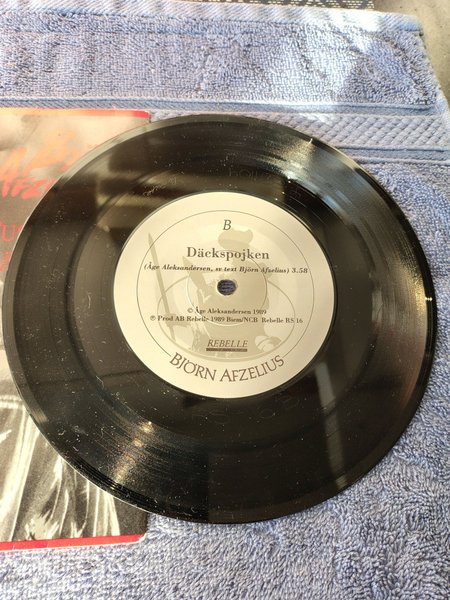 B
Däckspojken
(Åge Aleksandersen, sv text Björn Afzelius) 3.58
© Åge Aleksandersen 1989
℗ Prod AB Rebelle 1989 Biem/NCB Rebelle RS 16
REBELLE
BJÖRN AFZELIUS